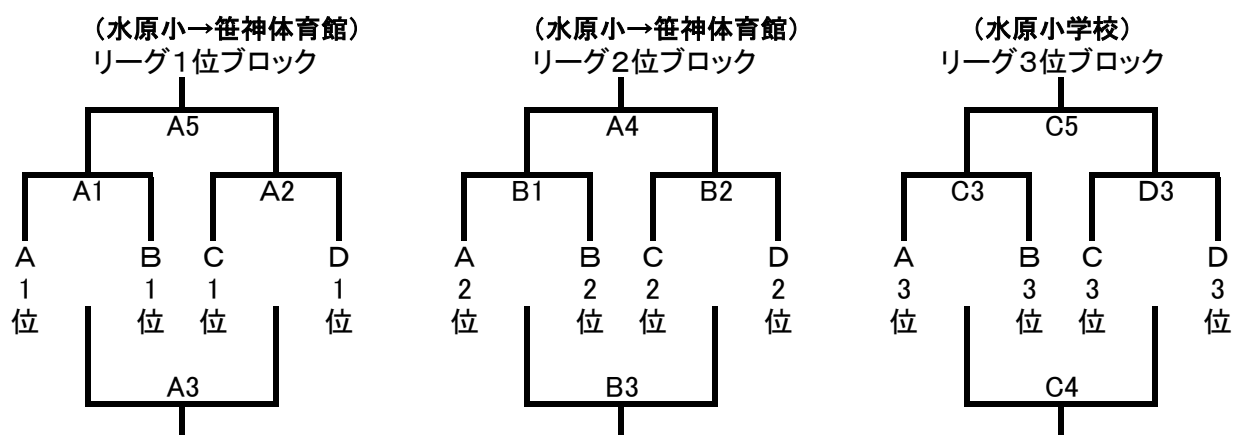 （水原小→笹神体育館）
リーグ１位ブロック
A5
A1
A2
A
1
位
B
1
位
C
1
位
D
1
位
A3
（水原小→笹神体育館）
リーグ２位ブロック
A4
B1
B2
A
2
位
B
2
位
C
2
位
D
2
位
B3
（水原小学校）
リーグ３位ブロック
C5
C3
D3
A
3
位
B
3
位
C
3
位
D
3
位
C4